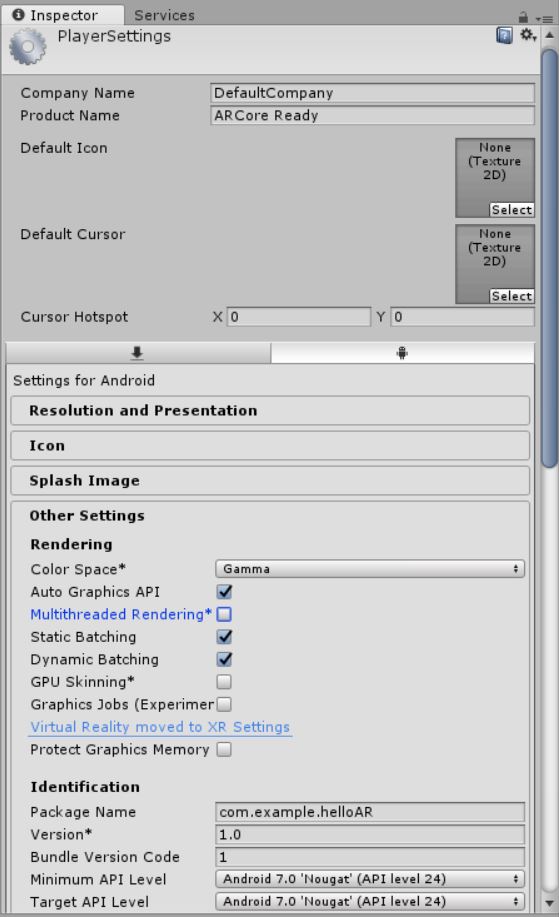 Inspector Services
PlayerSettings
Company Name DefaultCompany
Product Name ARCore Ready
Default Icon None
(Texture
2D)
Select
Default Cursor None
(Texture
2D)
Select
Cursor Hotspot X 0 Y 0
Settings for Android
Resolution and Presentation
Icon
Splash Image
Other Settings
Rendering
Color Space* Gamma
Auto Graphics API
Multithreaded Rendering*
Static Batching
Dynamic Batching
GPU Skinning*
Graphics Jobs (Experimer
Virtual Reality moved to XR Settings
Protect Graphics Memory
Identification
Package Name com.example.helloAR
Version* 1.0
Bundle Version Code 1
Minimum API Level Android 7.0 'Nougat' (API level 24)
Target API Level Android 7.0 'Nougat' (API level 24)